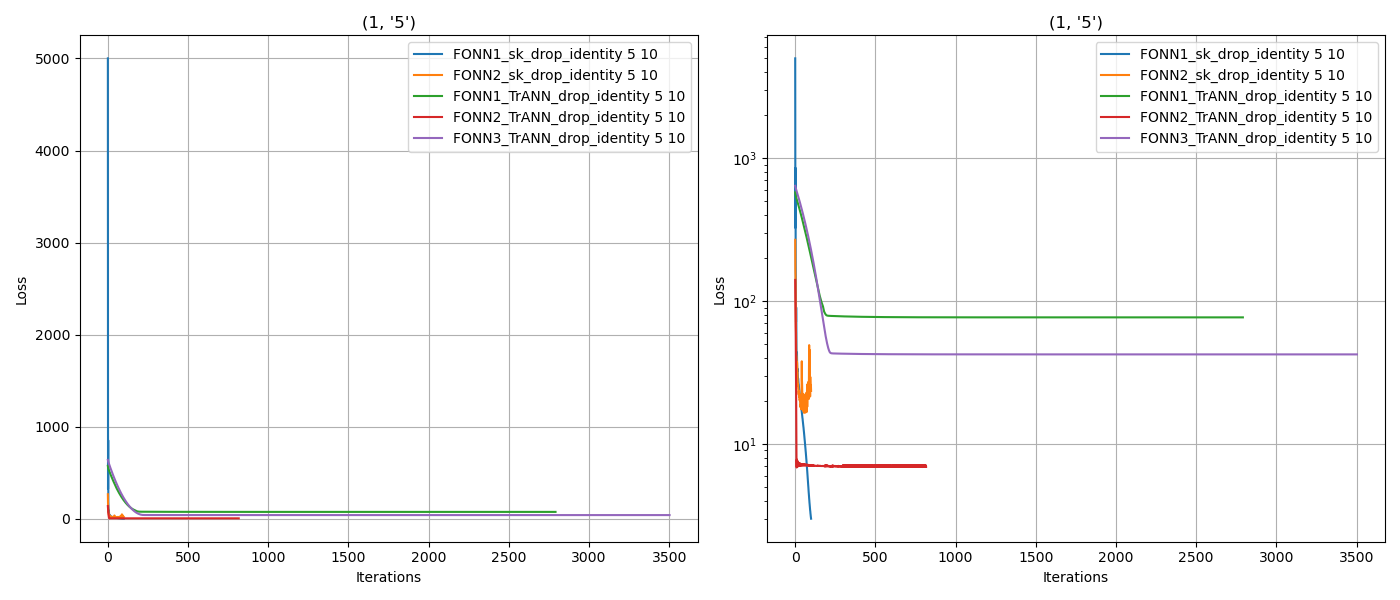 (1, '5')
5000
4000
3000
2000
1000
0
Loss
0 500 1000 1500 2000 2500 3000 3500
Iterations
FONN1_sk_drop_identity 5 10
FONN2_sk_drop_identity 5 10
FONN1_TrANN_drop_identity 5 10
FONN2_TrANN_drop_identity 5 10
FONN3_TrANN_drop_identity 5 10
(1, '5')
10³
10²
10¹
Loss
0 500 1000 1500 2000 2500 3000 3500
Iterations
FONN1_sk_drop_identity 5 10
FONN2_sk_drop_identity 5 10
FONN1_TrANN_drop_identity 5 10
FONN2_TrANN_drop_identity 5 10
FONN3_TrANN_drop_identity 5 10